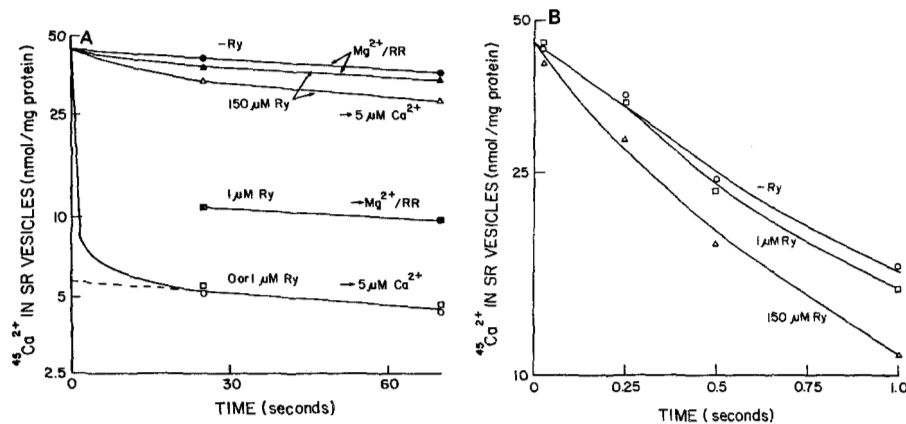 A
50
25
10
5
2.5
0
30
60
⁴⁵Ca²⁺ IN SR VESICLES (nmol/mg protein)
TIME (seconds)
-Ry
Mg²⁺/RR
150 μM Ry
→5 μM Ca²⁺
1 μM Ry
→Mg²⁺/RR
0 or 1 μM Ry
→5 μM Ca²⁺
B
50
25
10
0
0.25
0.5
0.75
1.0
⁴⁵Ca²⁺ IN SR VESICLES (nmol/mg protein)
TIME (seconds)
-Ry
1 μM Ry
150 μM Ry